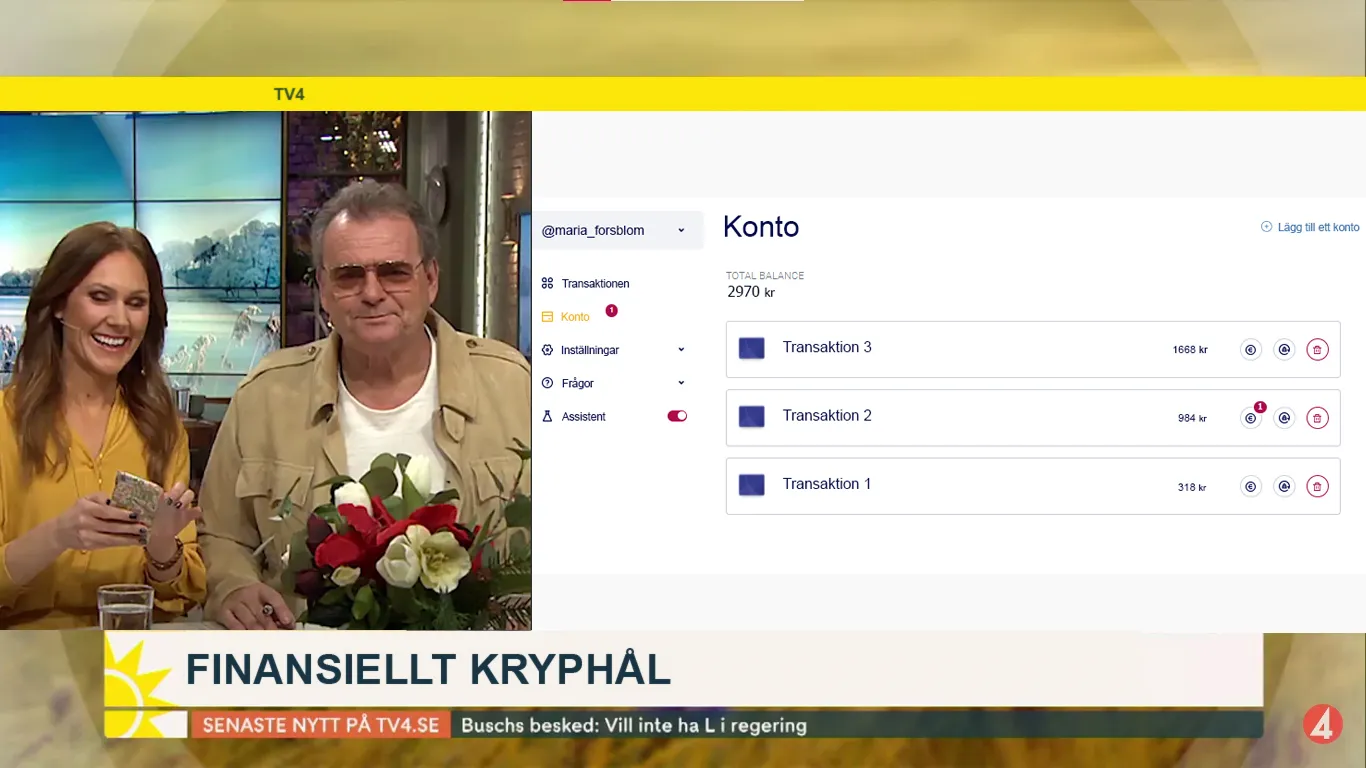 TV4
@maria_forsblom
Konto
Lägg till ett konto
Transaktionen
TOTAL BALANCE
2970 kr
Konto
1
Inställningar
Frågor
Assistent
Transaktion 3
1668 kr
Transaktion 2
984 kr
1
Transaktion 1
318 kr
FINANSIELLT KRYPHÅL
SENASTE NYTT PÅ TV4.SE
Buschs besked: Vill inte ha L i regering
4